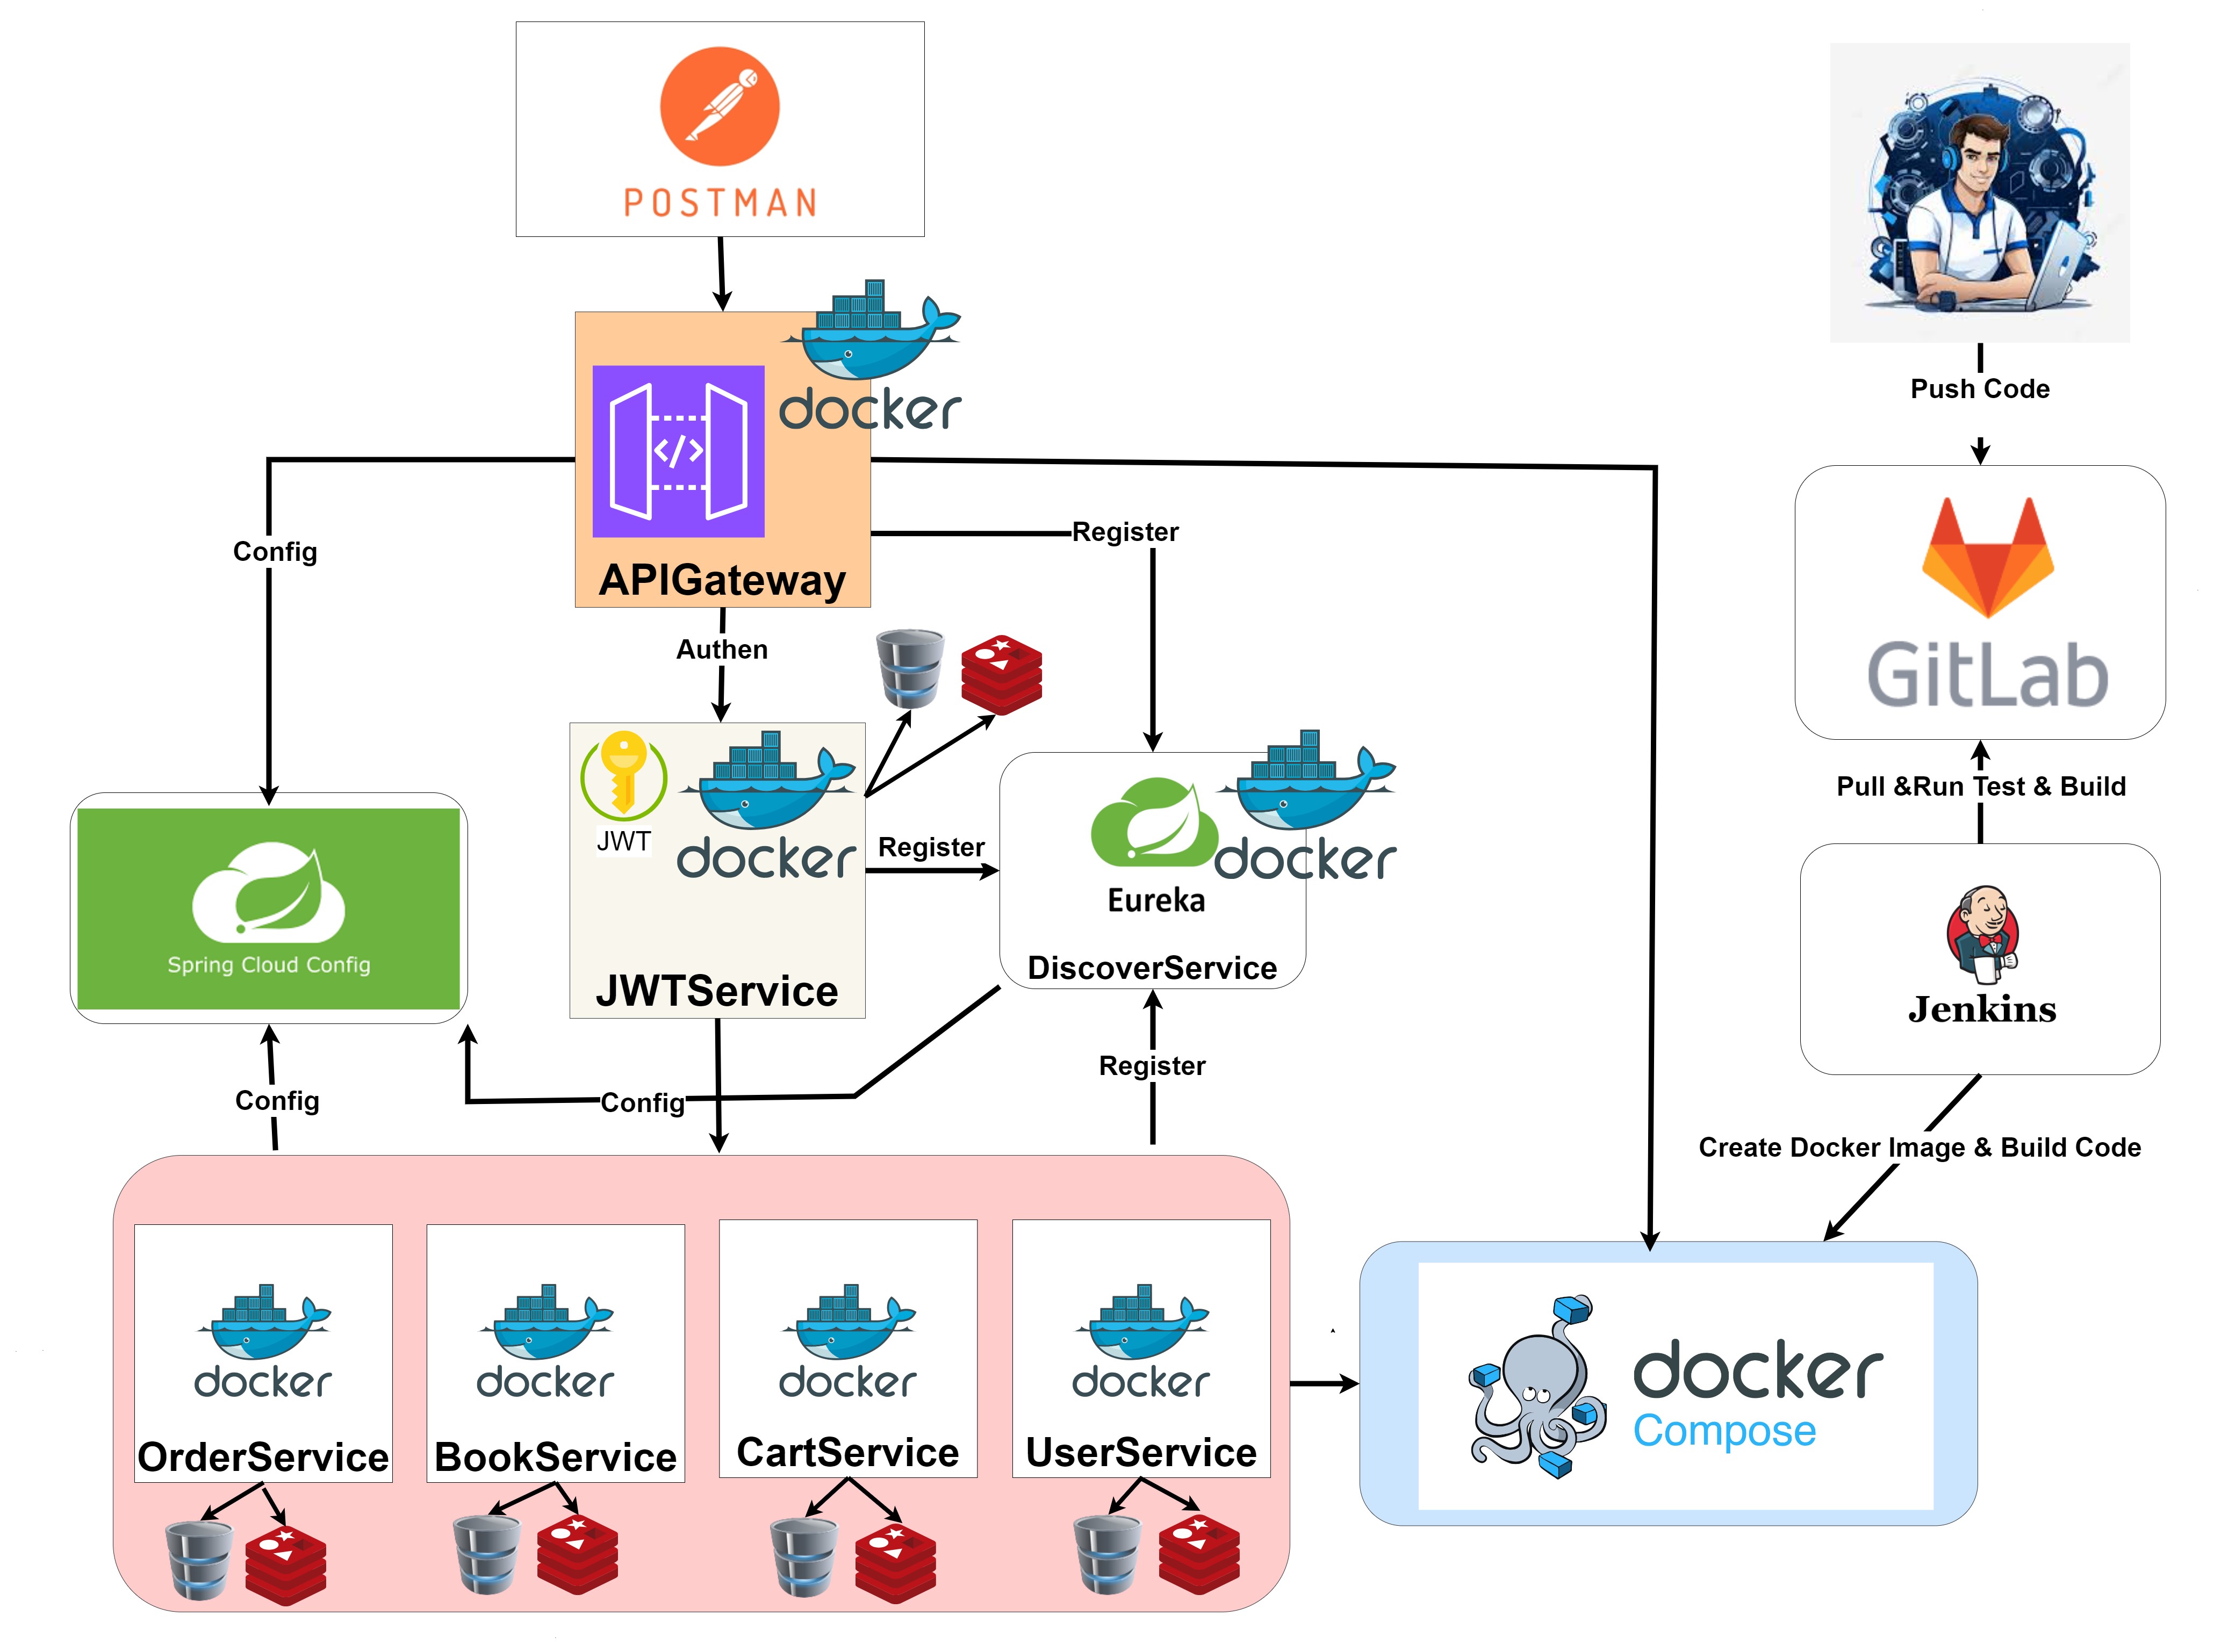 POSTMAN
docker
Push Code
Config
</>
Register
APIGateway
Authen
GitLab
Pull &Run Test & Build
JWT
docker
Register
docker
Eureka
Spring Cloud Config
DiscoverService
JWTService
Jenkins
Register
Config
Config
Create Docker Image & Build Code
docker
docker
docker
docker
OrderService
BookService
CartService
UserService
docker
Compose